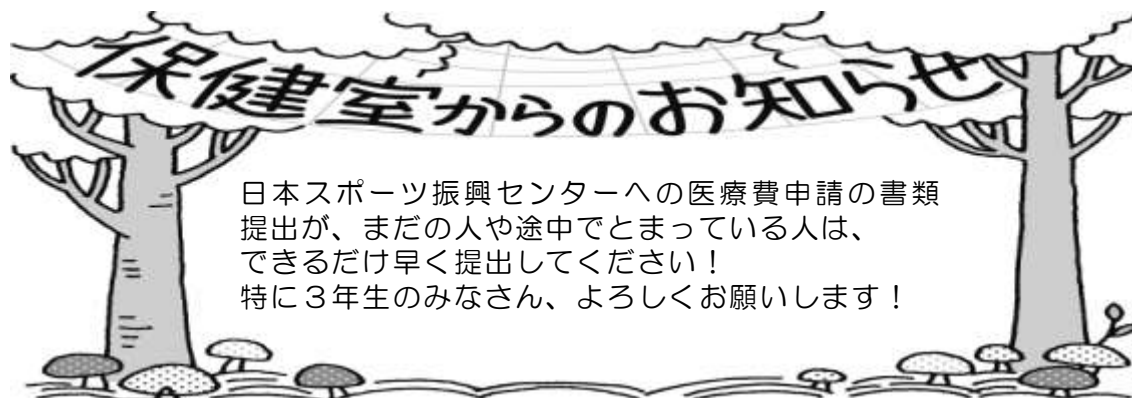 保健室からのお知らせ
日本スポーツ振興センターへの医療費申請の書類
提出が、まだの人や途中でとまっている人は、
できるだけ早く提出してください！
特に３年生のみなさん、よろしくお願いします！